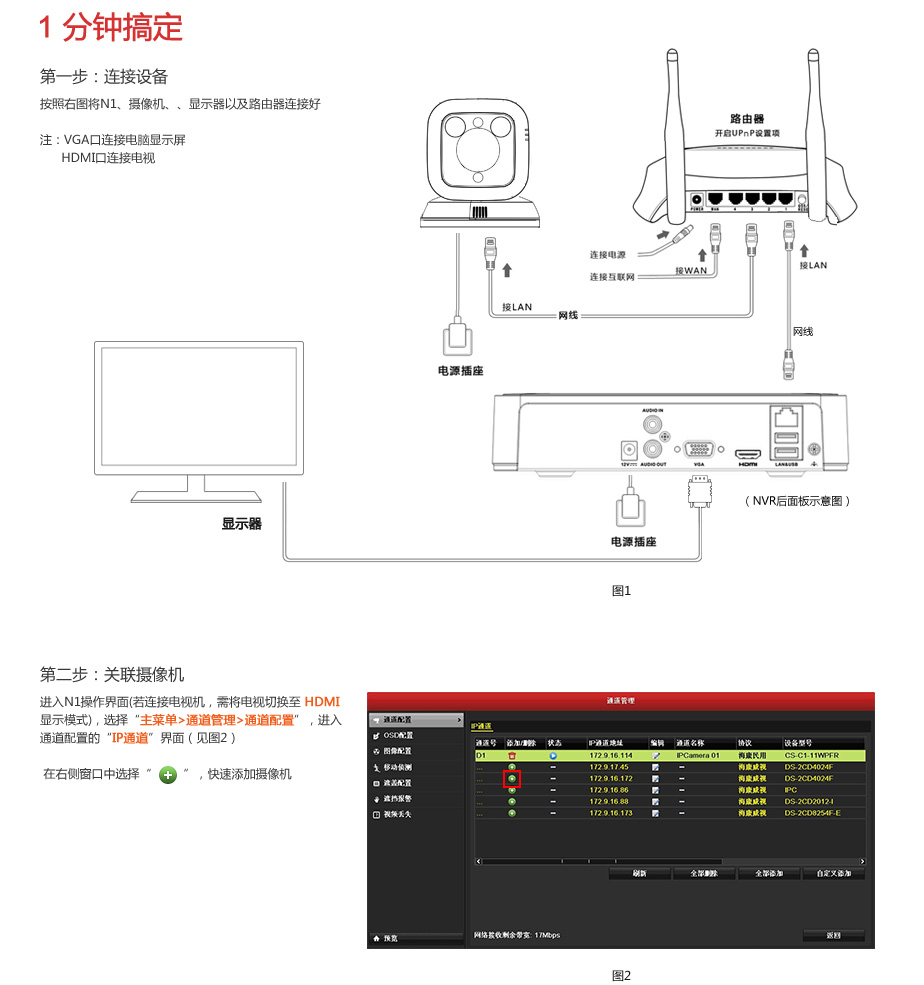 1 分钟搞定
第一步：连接设备
按照右图将N1、摄像机、、显示器以及路由器连接好
注：VGA口连接电脑显示屏
HDMI口连接电视
路由器
开启UPnP设置项
POWER WAN 4 3 2 1
连接电源
连接互联网
接WAN
接LAN
接LAN
网线
网线
电源插座
AUDIO IN
12V AUDIO OUT VGA HDMI LAN&USB
（NVR后面板示意图）
显示器
电源插座
图1
第二步：关联摄像机
进入N1操作界面(若连接电视机，需将电视切换至 HDMI
显示模式)，选择“主菜单>通道管理>通道配置”，进入
通道配置的“IP通道”界面（见图2）
在右侧窗口中选择“ ”，快速添加摄像机
通道管理
通道配置
OSD配置
图像配置
移动侦测
遮盖配置
遮挡报警
视频丢失
预览
IP通道
通道号 添加/删除 状态 IP通道地址 编辑 通道名称 协议 设备型号
D1 172.9.16.114 IPCamera 01 海康民用 CS-C1-11WPFR
... – 172.9.17.45 – 海康威视 DS-2CD4024F
... – 172.9.16.172 – 海康威视 DS-2CD4024F
... – 172.9.16.86 – 海康威视 IPC
... – 172.9.16.88 – 海康威视 DS-2CD2012-I
... – 172.9.16.173 – 海康威视 DS-2CD8254F-E
刷新 全部删除 全部添加 自定义添加
网络接收剩余带宽: 17Mbps
返回
图2